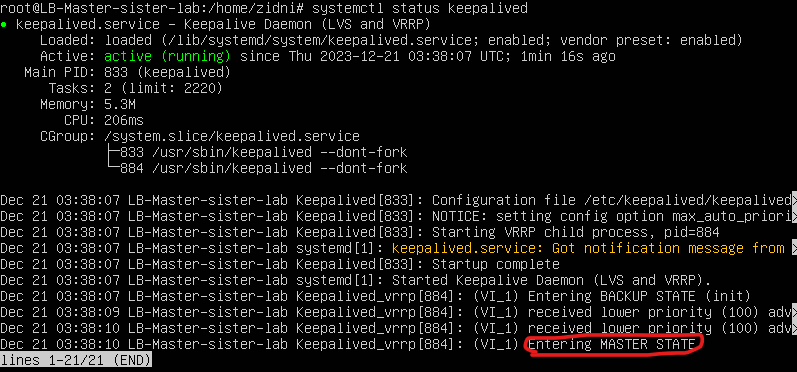 root@LB-Master-sister-lab:/home/zidni# systemctl status keepalived
● keepalived.service - Keepalive Daemon (LVS and VRRP)
Loaded: loaded (/lib/systemd/system/keepalived.service; enabled; vendor preset: enabled)
Active: active (running) since Thu 2023-12-21 03:38:07 UTC; 1min 16s ago
Main PID: 833 (keepalived)
Tasks: 2 (limit: 2220)
Memory: 5.3M
CPU: 206ms
CGroup: /system.slice/keepalived.service
├─833 /usr/sbin/keepalived --dont-fork
└─884 /usr/sbin/keepalived --dont-fork
Dec 21 03:38:07 LB-Master-sister-lab Keepalived[833]: Configuration file /etc/keepalived/keepalived>
Dec 21 03:38:07 LB-Master-sister-lab Keepalived[833]: NOTICE: setting config option max_auto_priori>
Dec 21 03:38:07 LB-Master-sister-lab Keepalived[833]: Starting VRRP child process, pid=884
Dec 21 03:38:07 LB-Master-sister-lab systemd[1]: keepalived.service: Got notification message from >
Dec 21 03:38:07 LB-Master-sister-lab Keepalived[833]: Startup complete
Dec 21 03:38:07 LB-Master-sister-lab systemd[1]: Started Keepalive Daemon (LVS and VRRP).
Dec 21 03:38:07 LB-Master-sister-lab Keepalived_vrrp[884]: (VI_1) Entering BACKUP STATE (init)
Dec 21 03:38:09 LB-Master-sister-lab Keepalived_vrrp[884]: (VI_1) received lower priority (100) adv>
Dec 21 03:38:10 LB-Master-sister-lab Keepalived_vrrp[884]: (VI_1) received lower priority (100) adv>
Dec 21 03:38:10 LB-Master-sister-lab Keepalived_vrrp[884]: (VI_1) Entering MASTER STATE
lines 1-21/21 (END)